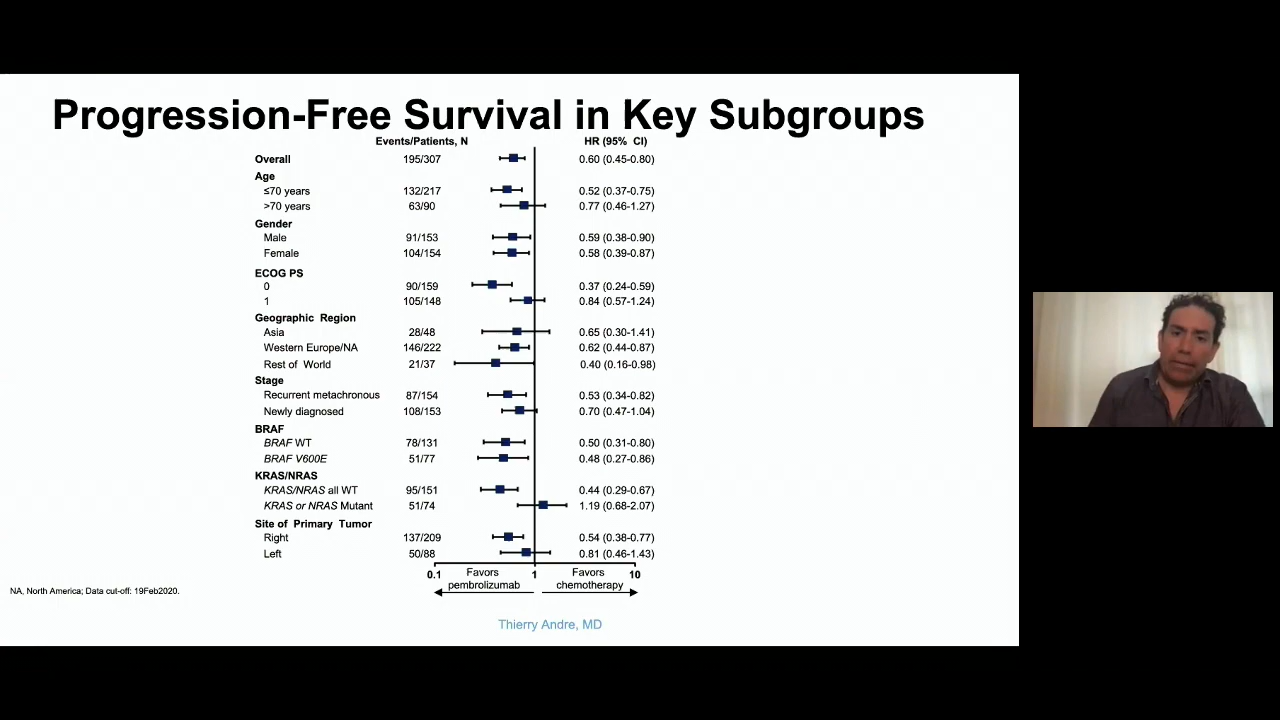 Progression-Free Survival in Key Subgroups
Events/Patients, N HR (95% CI)
Overall 195/307 0.60 (0.45-0.80)
Age
≤70 years 132/217 0.52 (0.37-0.75)
>70 years 63/90 0.77 (0.46-1.27)
Gender
Male 91/153 0.59 (0.38-0.90)
Female 104/154 0.58 (0.39-0.87)
ECOG PS
0 90/159 0.37 (0.24-0.59)
1 105/148 0.84 (0.57-1.24)
Geographic Region
Asia 28/48 0.65 (0.30-1.41)
Western Europe/NA 146/222 0.62 (0.44-0.87)
Rest of World 21/37 0.40 (0.16-0.98)
Stage
Recurrent metachronous 87/154 0.53 (0.34-0.82)
Newly diagnosed 108/153 0.70 (0.47-1.04)
BRAF
BRAF WT 78/131 0.50 (0.31-0.80)
BRAF V600E 51/77 0.48 (0.27-0.86)
KRAS/NRAS
KRAS/NRAS all WT 95/151 0.44 (0.29-0.67)
KRAS or NRAS Mutant 51/74 1.19 (0.68-2.07)
Site of Primary Tumor
Right 137/209 0.54 (0.38-0.77)
Left 50/88 0.81 (0.46-1.43)
0.1 1 10
Favors pembrolizumab
Favors chemotherapy
NA, North America; Data cut-off: 19Feb2020.
Thierry Andre, MD